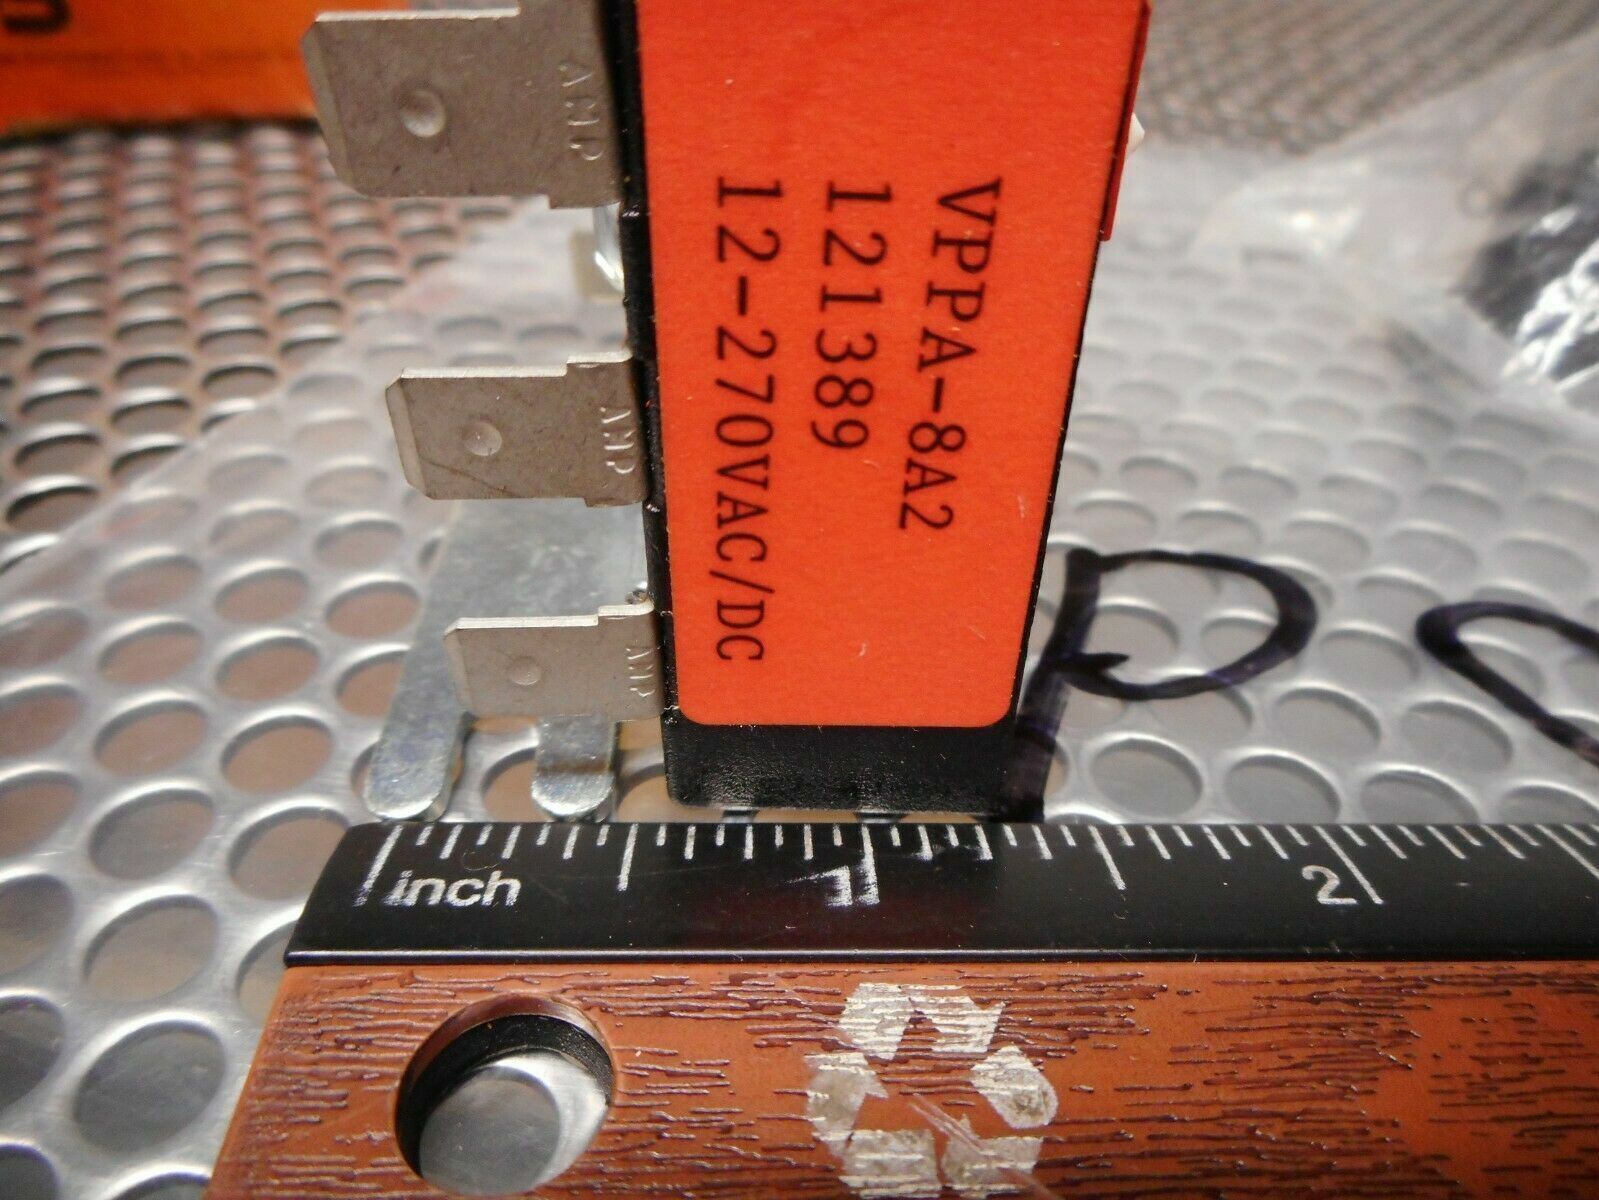 VPPA-8A2
121389
12-270VAC/DC
AMP
AMP
AMP
inch
1
2